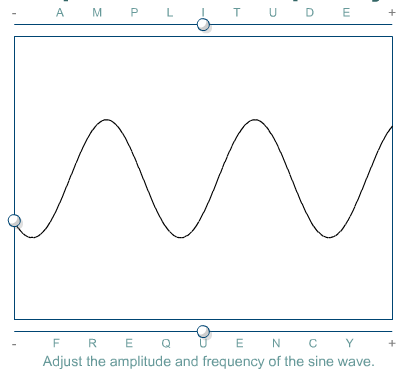 - A M P L I T U D E +
- F R E Q U E N C Y +
Adjust the amplitude and frequency of the sine wave.